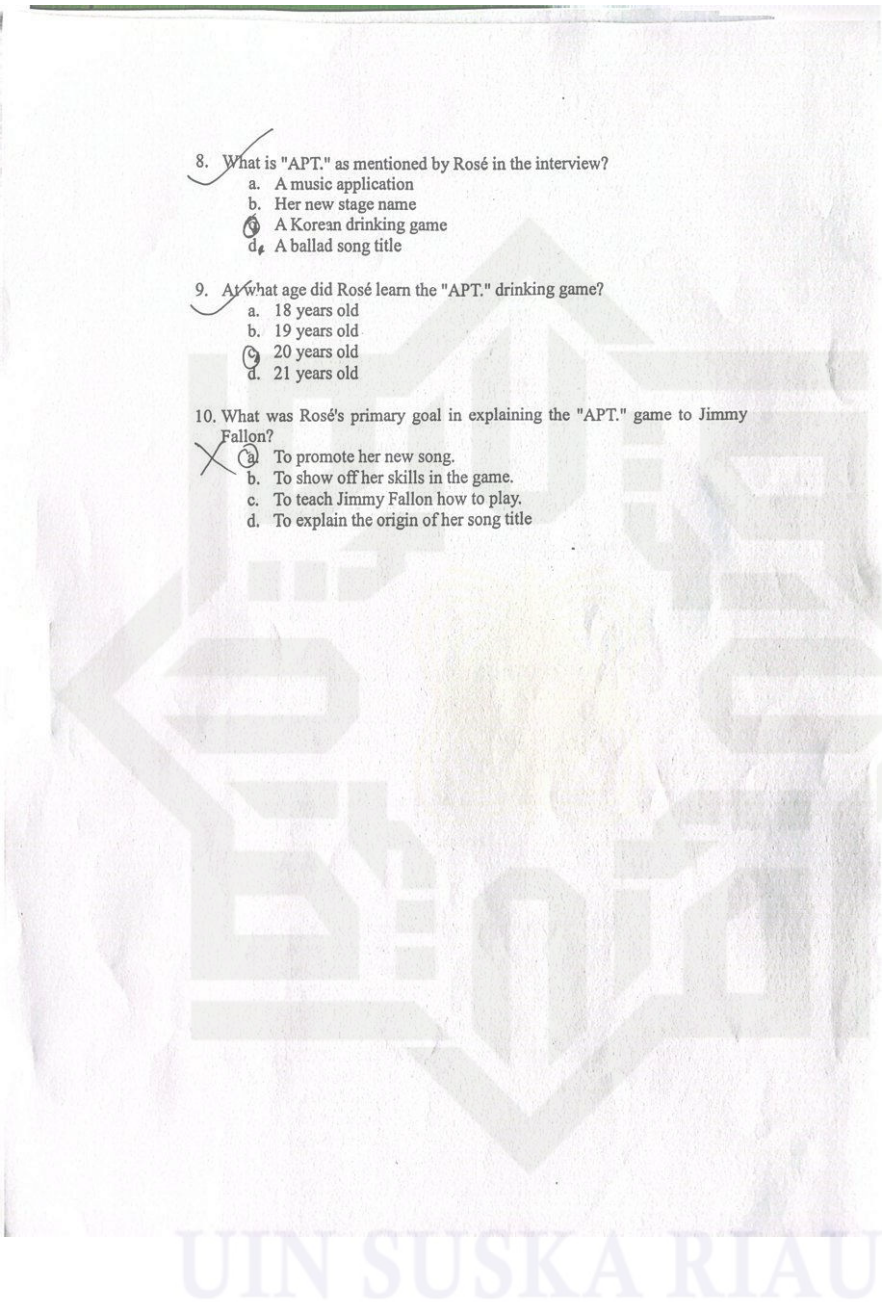 8. What is "APT." as mentioned by Rosé in the interview?
a. A music application
b. Her new stage name
c. A Korean drinking game
d. A ballad song title
9. At what age did Rosé learn the "APT." drinking game?
a. 18 years old
b. 19 years old
c. 20 years old
d. 21 years old
10. What was Rosé's primary goal in explaining the "APT." game to Jimmy
Fallon?
a. To promote her new song.
b. To show off her skills in the game.
c. To teach Jimmy Fallon how to play.
d. To explain the origin of her song title
UIN SUSKA RIAU